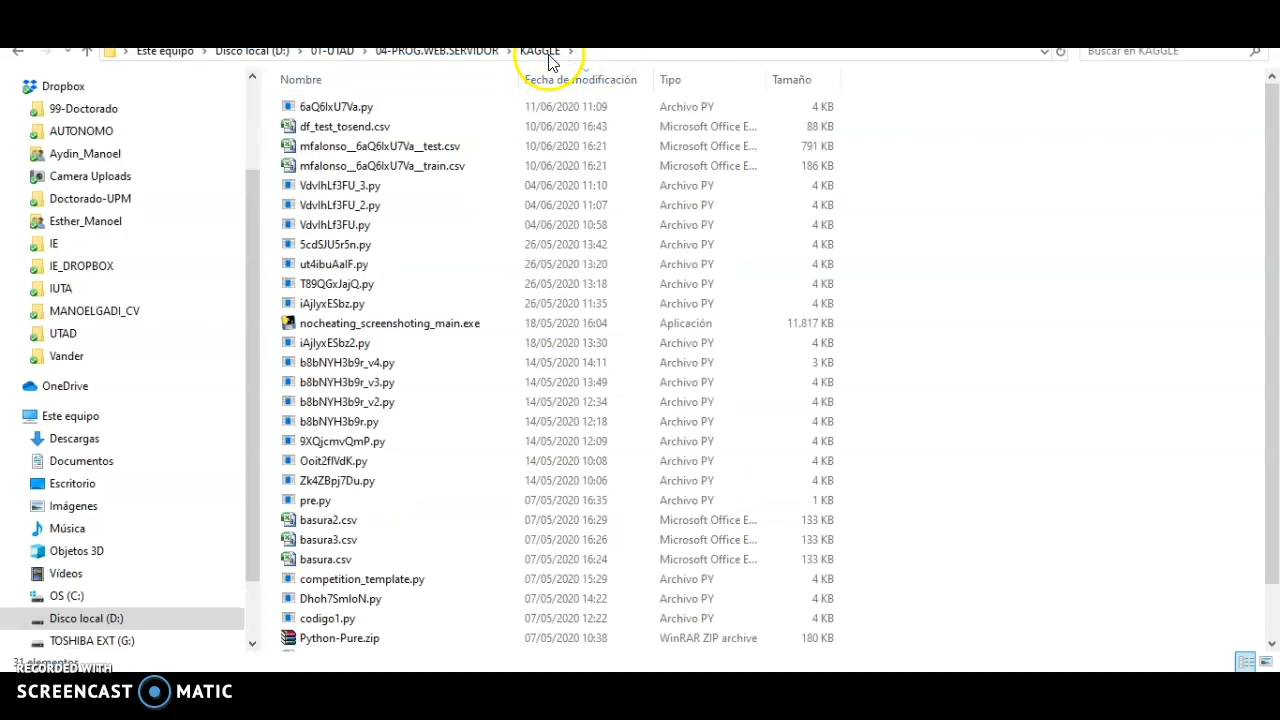 Este equipo > Disco local (D:) > 01-UTAD > 04-PROG.WEB.SERVIDOR > KAGGLE > Buscar en KAGGLE
Nombre Fecha de modificación Tipo Tamaño
Dropbox
99-Doctorado
AUTONOMO
Aydin_Manoel
Camera Uploads
Doctorado-UPM
Esther_Manoel
IE
IE_DROPBOX
IUTA
MANOELGADI_CV
UTAD
Vander
OneDrive
Este equipo
Descargas
Documentos
Escritorio
Imágenes
Música
Objetos 3D
Vídeos
OS (C:)
Disco local (D:)
TOSHIBA EXT (G:)
6aQ6IxU7Va.py 11/06/2020 11:09 Archivo PY 4 KB
df_test_tosend.csv 10/06/2020 16:43 Microsoft Office E... 88 KB
mfalonso__6aQ6IxU7Va__test.csv 10/06/2020 16:21 Microsoft Office E... 791 KB
mfalonso__6aQ6IxU7Va__train.csv 10/06/2020 16:21 Microsoft Office E... 186 KB
VdvIhLf3FU_3.py 04/06/2020 11:10 Archivo PY 4 KB
VdvIhLf3FU_2.py 04/06/2020 11:07 Archivo PY 4 KB
VdvIhLf3FU.py 04/06/2020 10:58 Archivo PY 4 KB
5cdSJU5r5n.py 26/05/2020 13:42 Archivo PY 4 KB
ut4ibuAaIF.py 26/05/2020 13:20 Archivo PY 4 KB
T89QGxJajQ.py 26/05/2020 13:18 Archivo PY 4 KB
iAjIyxESbz.py 26/05/2020 11:35 Archivo PY 4 KB
nocheating_screenshoting_main.exe 18/05/2020 16:04 Aplicación 11.817 KB
iAjIyxESbz2.py 18/05/2020 13:30 Archivo PY 4 KB
b8bNYH3b9r_v4.py 14/05/2020 14:11 Archivo PY 3 KB
b8bNYH3b9r_v3.py 14/05/2020 13:49 Archivo PY 4 KB
b8bNYH3b9r_v2.py 14/05/2020 12:34 Archivo PY 4 KB
b8bNYH3b9r.py 14/05/2020 12:18 Archivo PY 4 KB
9XQjcmvQmP.py 14/05/2020 12:09 Archivo PY 4 KB
Ooit2fIVdK.py 14/05/2020 10:08 Archivo PY 4 KB
Zk4ZBpj7Du.py 14/05/2020 10:06 Archivo PY 4 KB
pre.py 07/05/2020 16:35 Archivo PY 1 KB
basura2.csv 07/05/2020 16:29 Microsoft Office E... 133 KB
basura3.csv 07/05/2020 16:26 Microsoft Office E... 133 KB
basura.csv 07/05/2020 16:24 Microsoft Office E... 133 KB
competition_template.py 07/05/2020 15:29 Archivo PY 4 KB
Dhoh7SmIoN.py 07/05/2020 14:22 Archivo PY 4 KB
codigo1.py 07/05/2020 12:22 Archivo PY 4 KB
Python-Pure.zip 07/05/2020 10:38 WinRAR ZIP archive 180 KB
31 elementos
RECORDED WITH
SCREENCAST MATIC